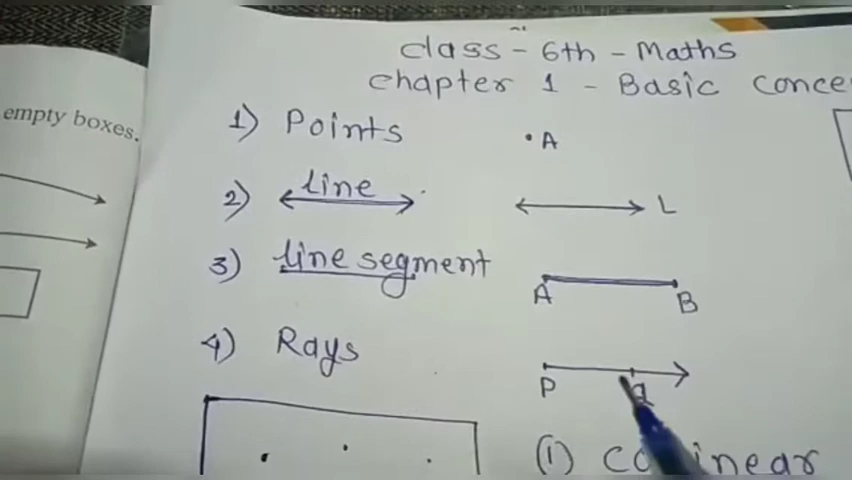 Class - 6th - Maths
Chapter 1 - Basic
empty boxes.
1) Points
• A
2) line
L
3) line segment
A B
4) Rays
P
(1)